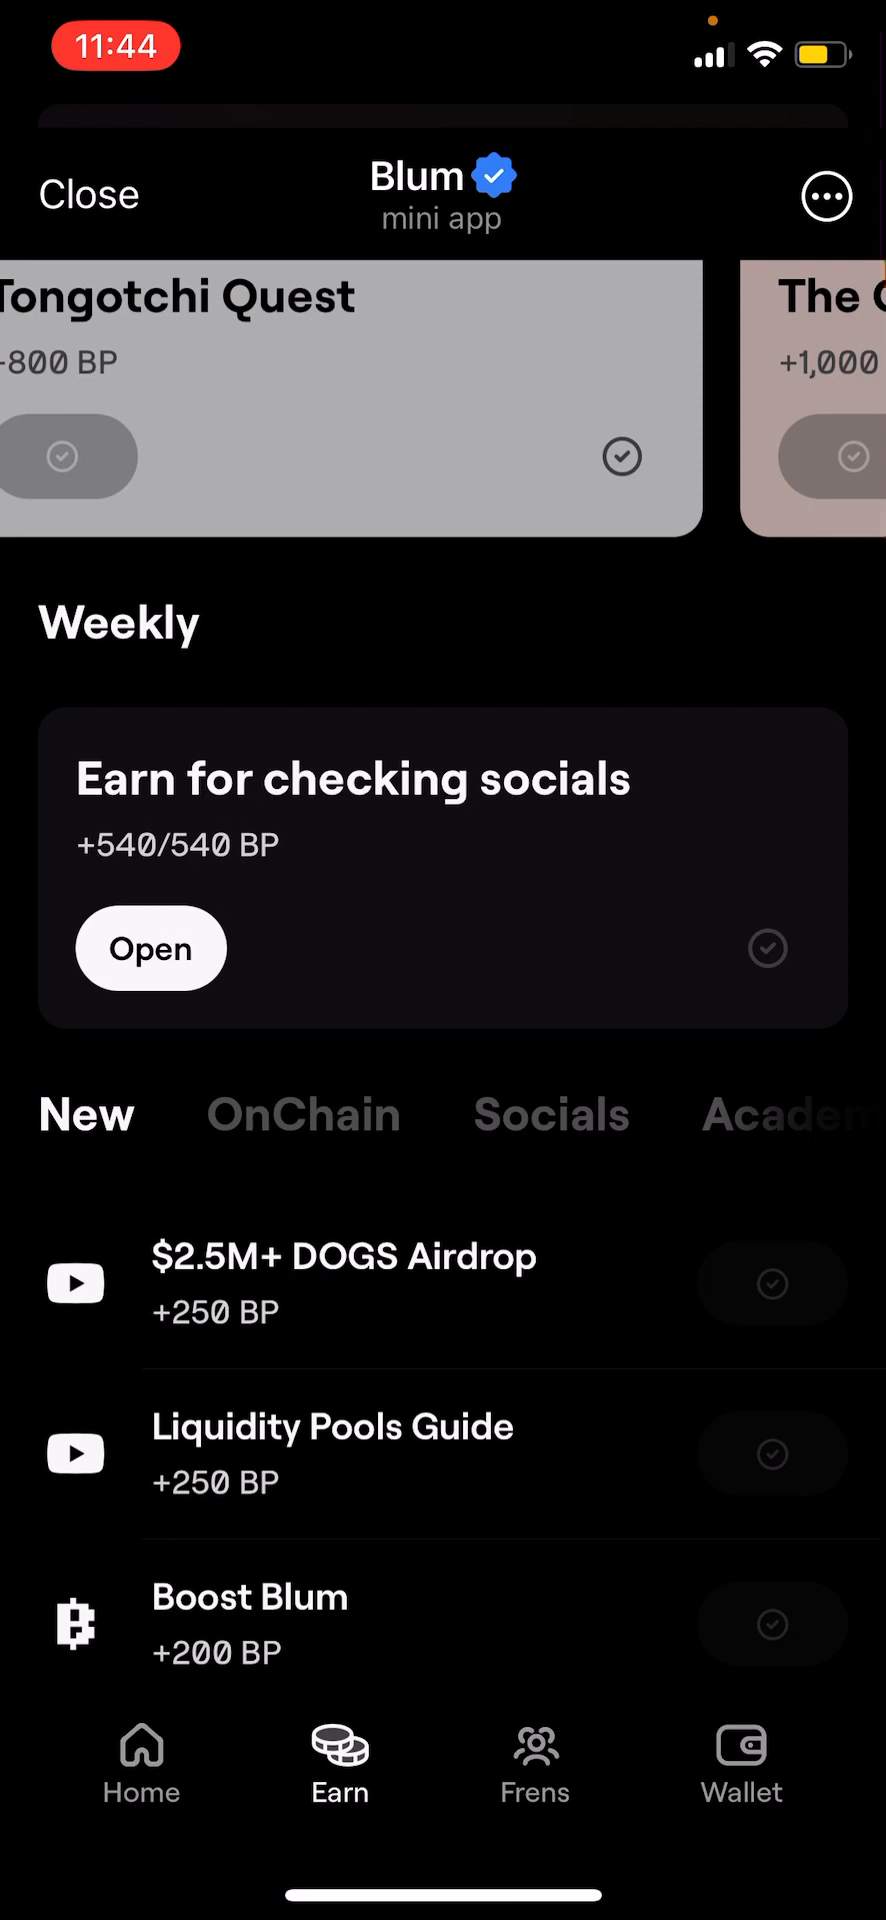 11:44
Close
Blum
mini app
Tongotchi Quest
The
800 BP
+1,000
Weekly
Earn for checking socials
+540/540 BP
Open
New OnChain Socials Academ
$2.5M+ DOGS Airdrop
+250 BP
Liquidity Pools Guide
+250 BP
Boost Blum
+200 BP
Home Earn Frens Wallet